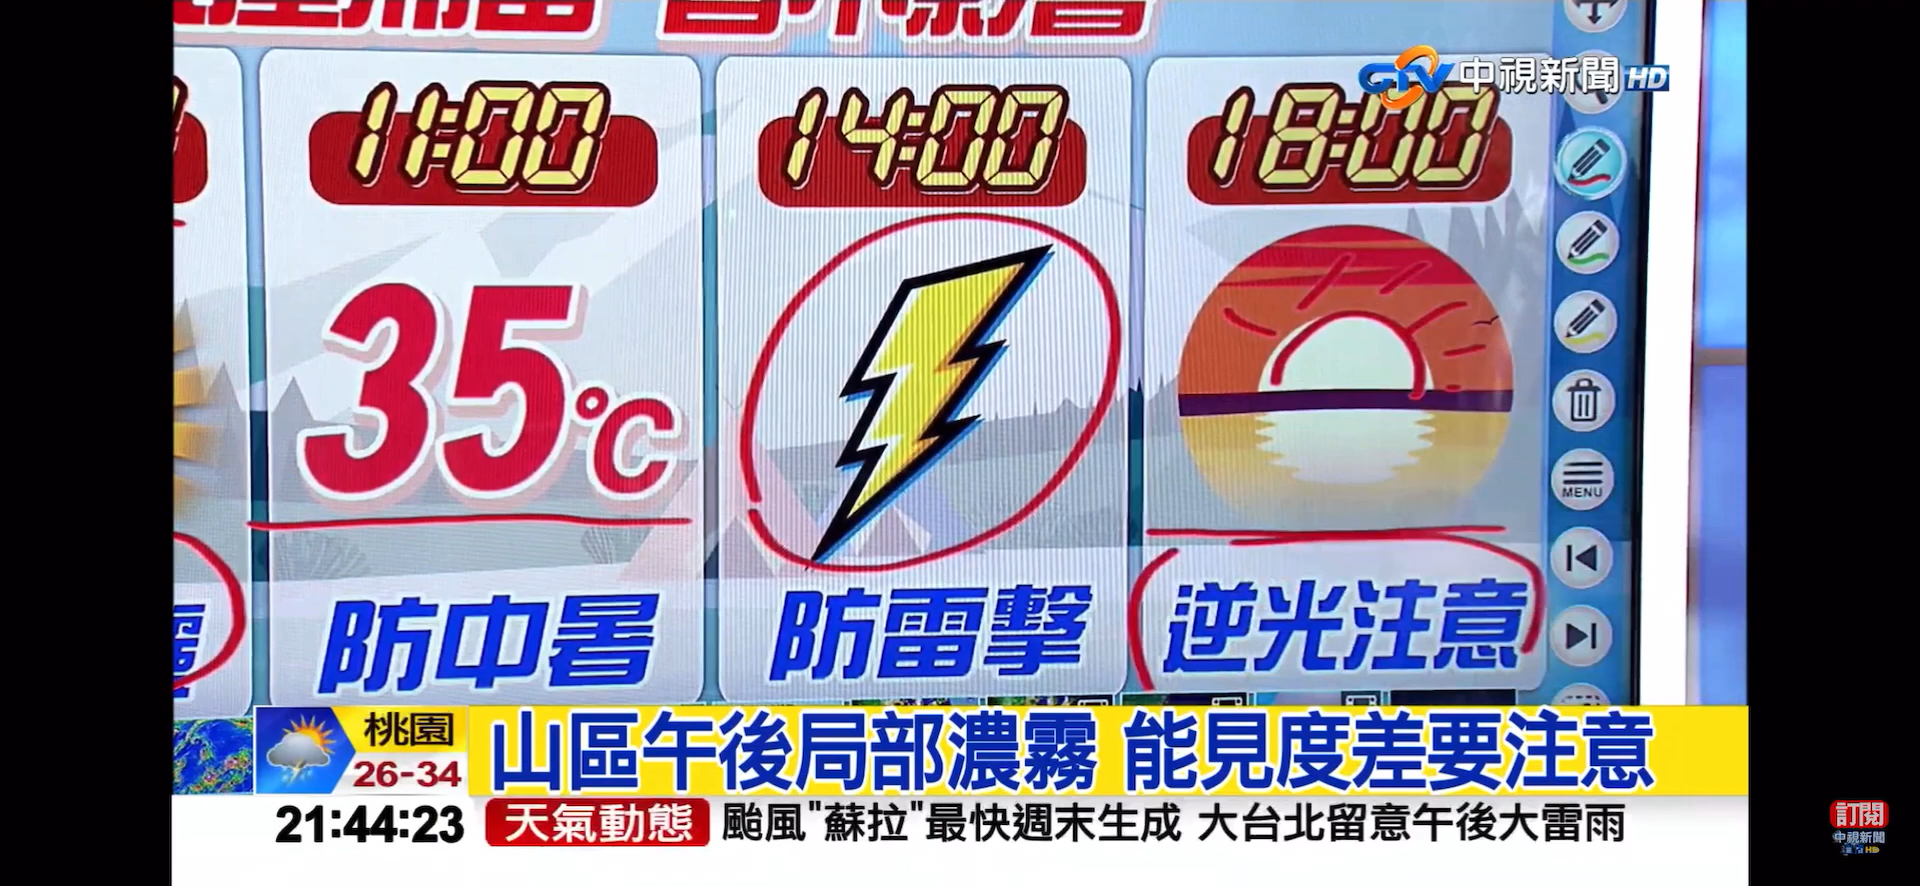 CTV 中視新聞 HD
11:00
14:00
18:00
35°C
防中暑
防雷擊
逆光注意
MENU
桃園
26-34
山區午後局部濃霧 能見度差要注意
21:44:23
天氣動態
颱風"蘇拉"最快週末生成 大台北留意午後大雷雨
訂閱
中視新聞
HD